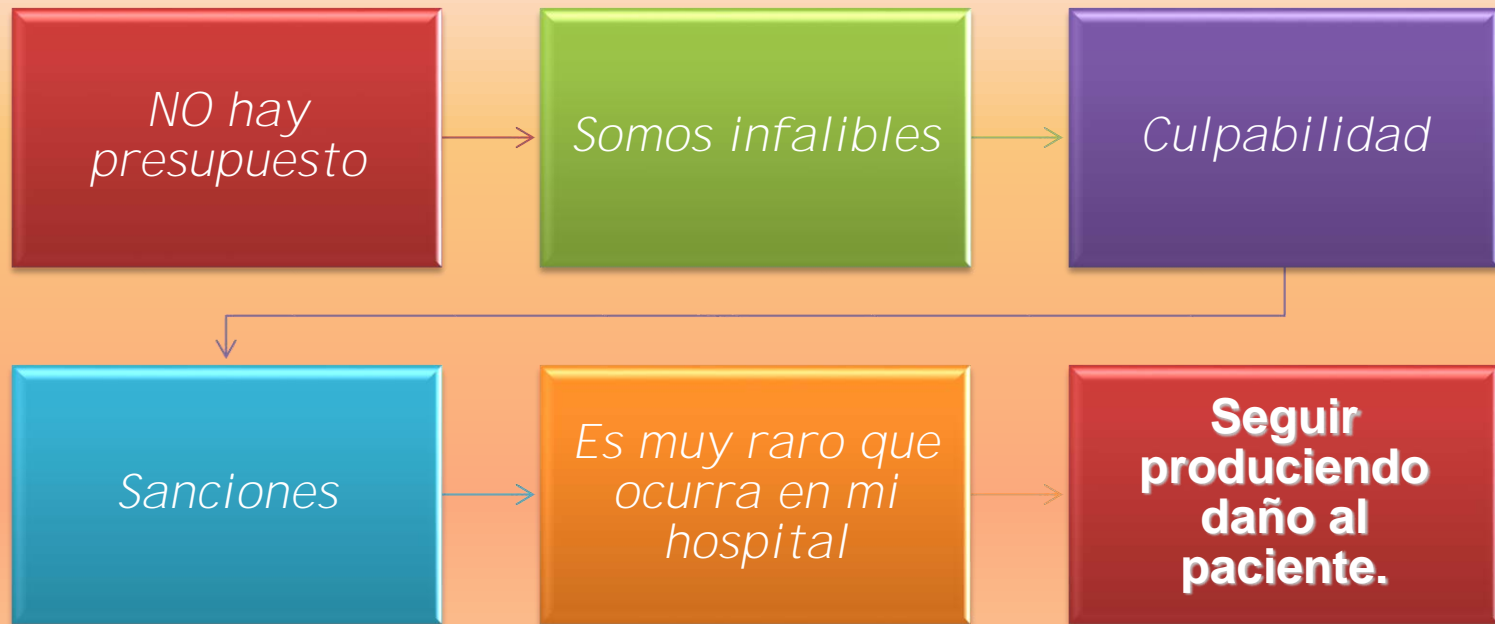 NO hay
presupuesto
Somos infalibles
Culpabilidad
Sanciones
Es muy raro que
ocurra en mi
hospital
Seguir
produciendo
daño al
paciente.